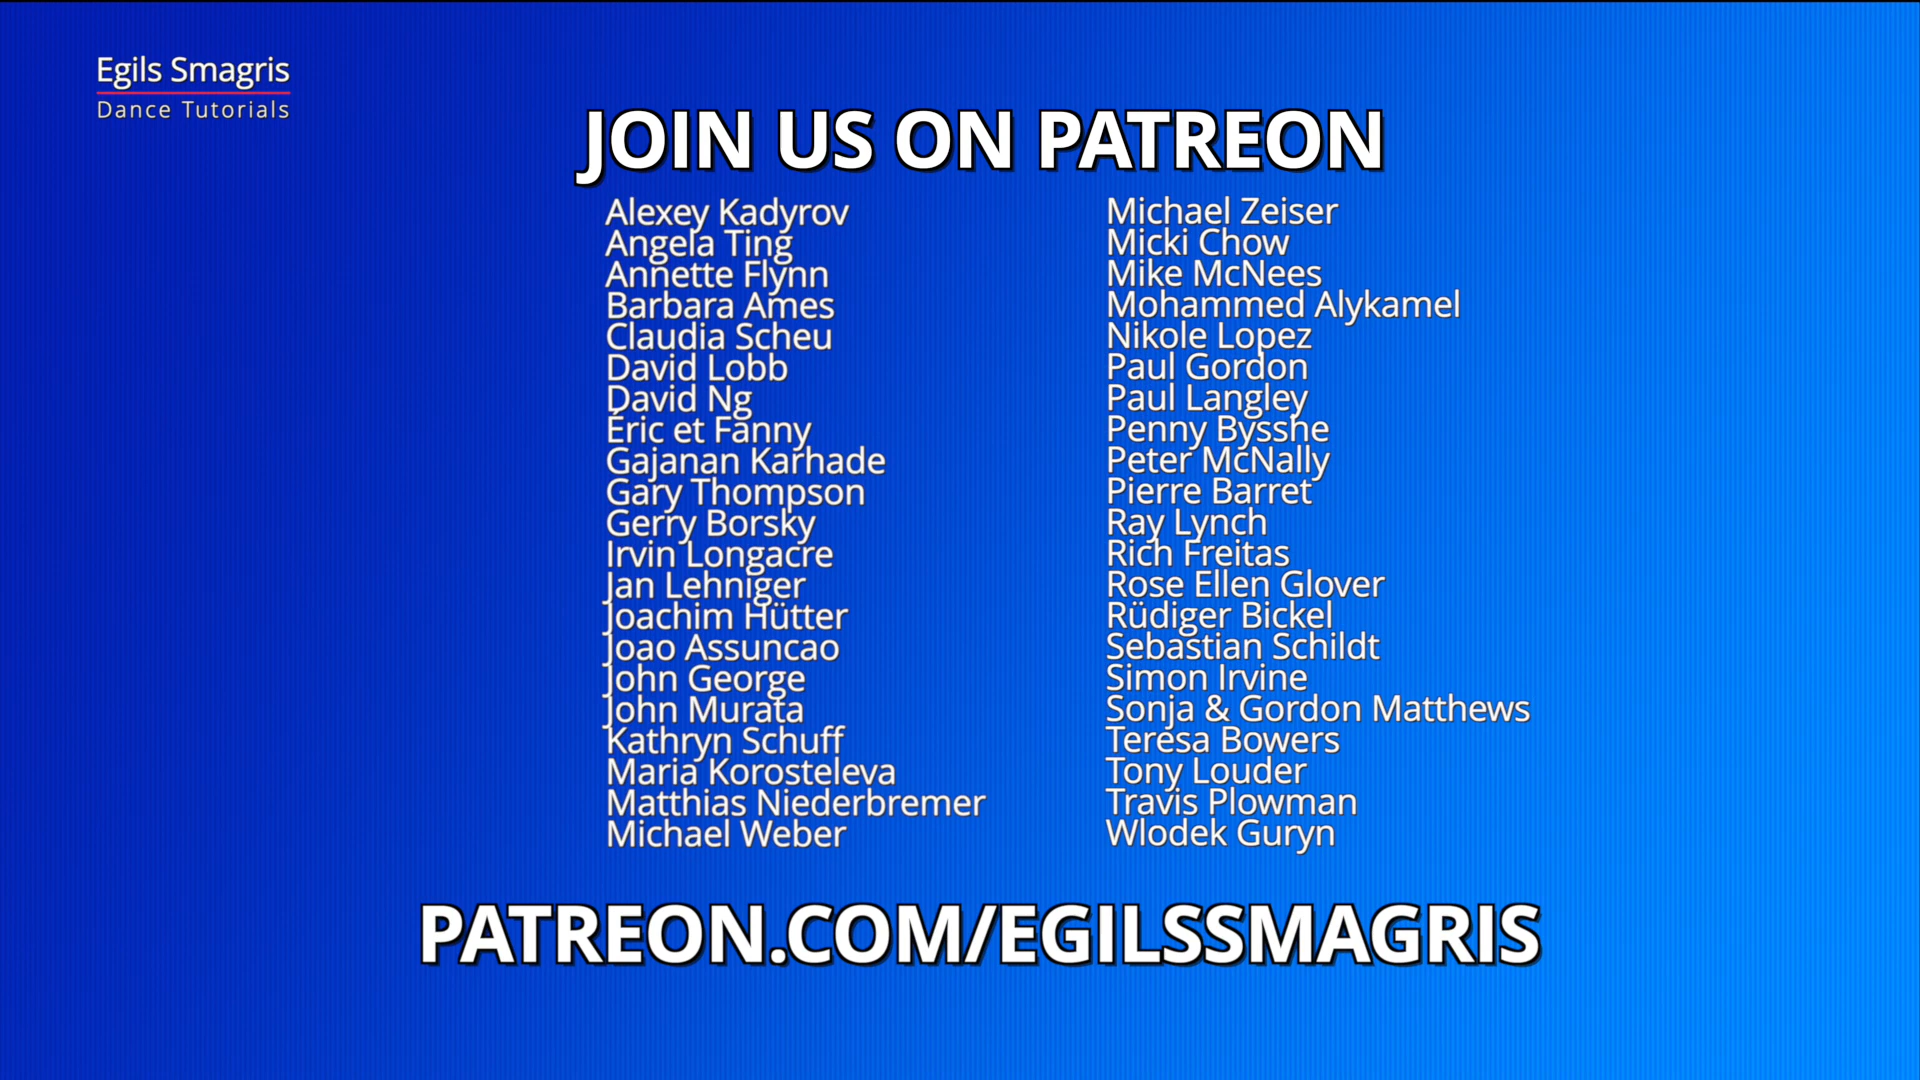 Egils Smagris
Dance Tutorials
JOIN US ON PATREON
Alexey Kadyrov
Angela Ting
Annette Flynn
Barbara Ames
Claudia Scheu
David Lobb
David Ng
Éric et Fanny
Gajanan Karhade
Gary Thompson
Gerry Borsky
Irvin Longacre
Jan Lehniger
Joachim Hütter
Joao Assuncao
John George
John Murata
Kathryn Schuff
Maria Korosteleva
Matthias Niederbremer
Michael Weber
Michael Zeiser
Micki Chow
Mike McNees
Mohammed Alykamel
Nikole Lopez
Paul Gordon
Paul Langley
Penny Bysshe
Peter McNally
Pierre Barret
Ray Lynch
Rich Freitas
Rose Ellen Glover
Rüdiger Bickel
Sebastian Schildt
Simon Irvine
Sonja & Gordon Matthews
Teresa Bowers
Tony Louder
Travis Plowman
Wlodek Guryn
PATREON.COM/EGILSSMAGRIS